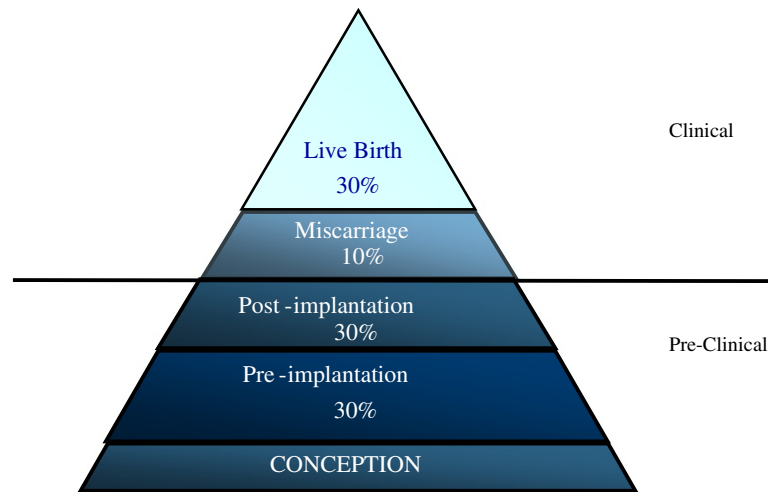 Clinical
Live Birth
30%
Miscarriage
10%
Post -implantation
30%
Pre-Clinical
Pre -implantation
30%
CONCEPTION